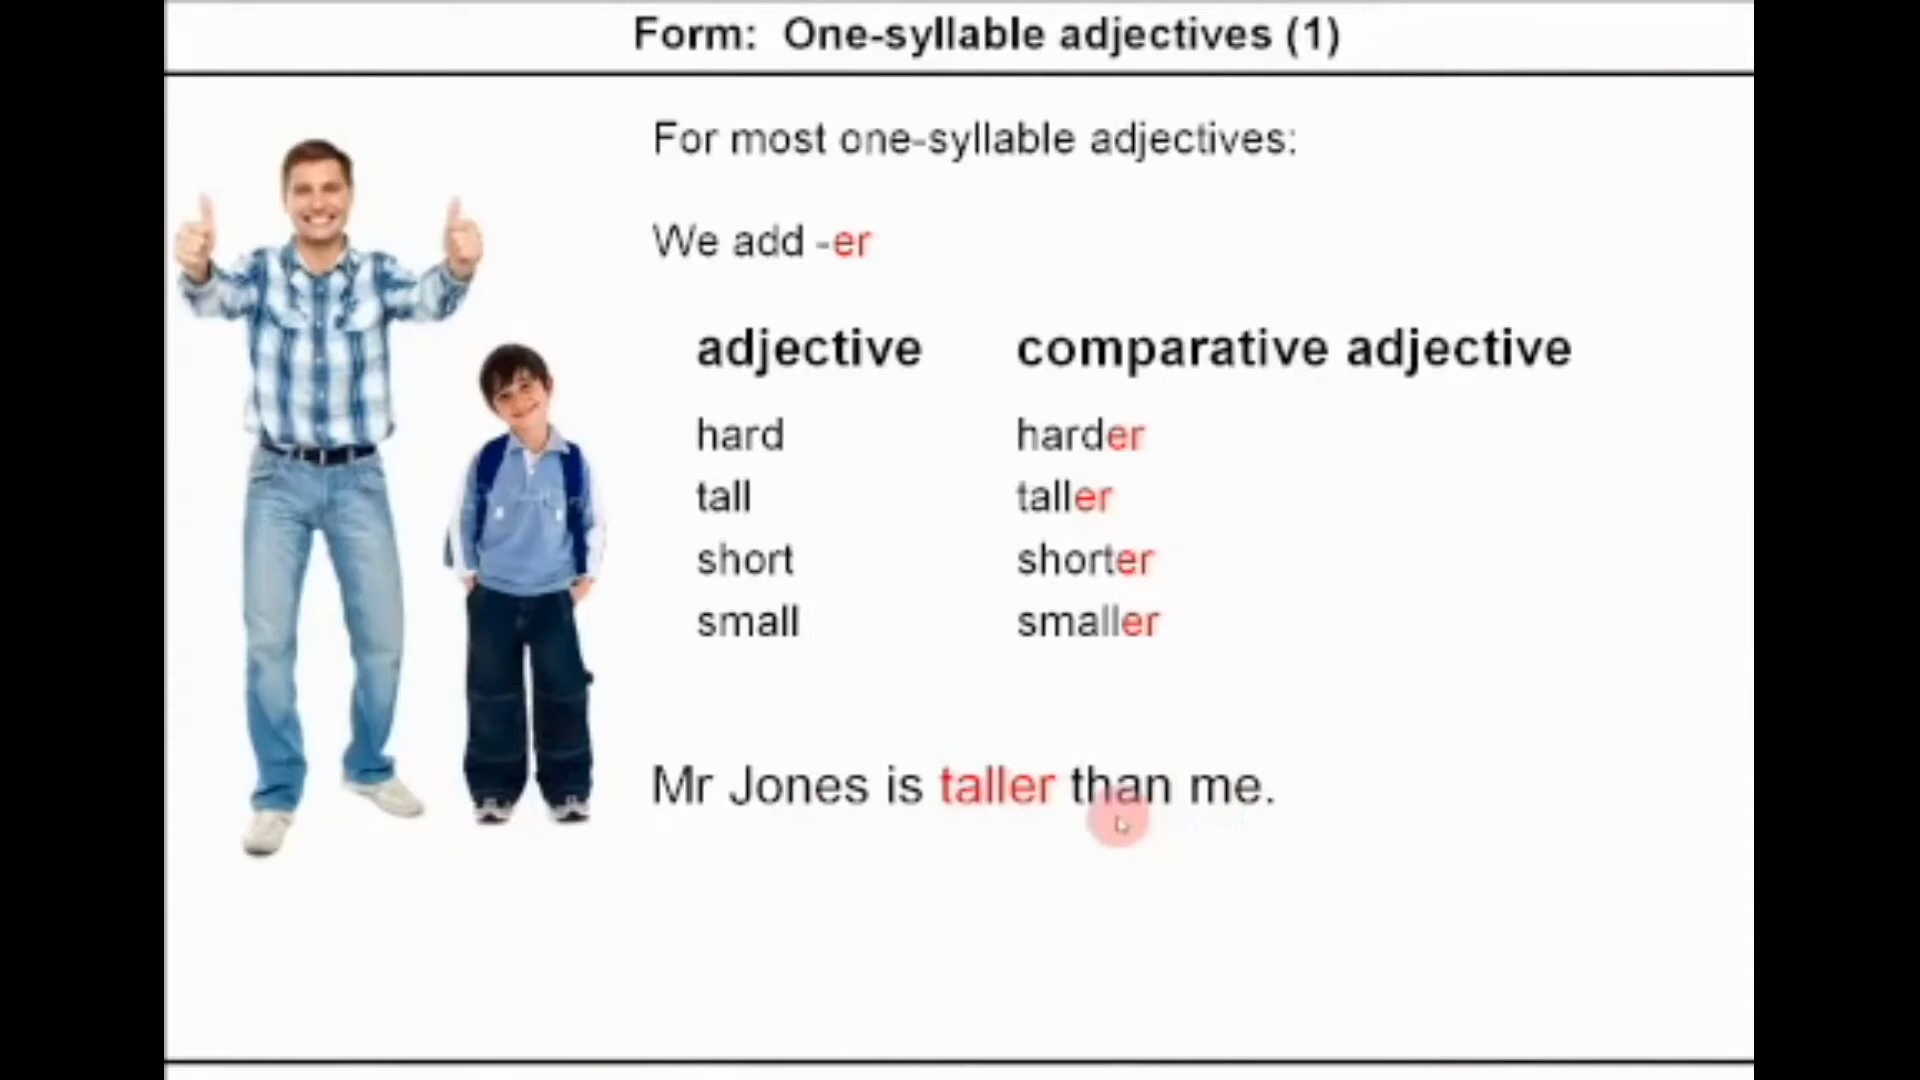 Form: One-syllable adjectives (1)
For most one-syllable adjectives:
We add -er
adjective comparative adjective
hard harder
tall taller
short shorter
small smaller
Mr Jones is taller than me.